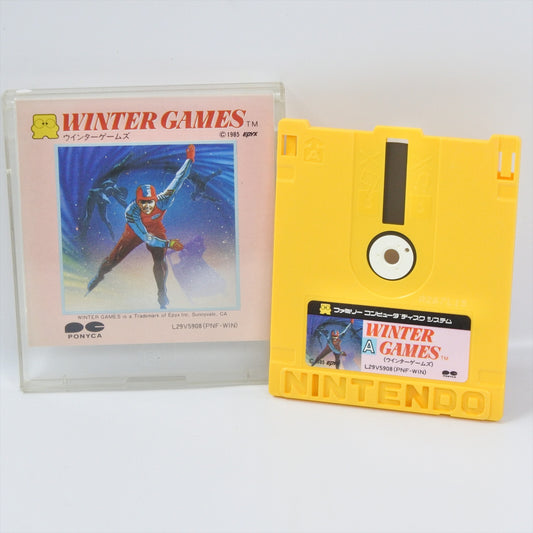 WINTER GAMES TM
ウインターゲームズ
© 1985 EPYX
WINTER GAMES is a Trademark of Epyx Inc. Sunnyvale, CA
PONYCA
L29V5908(PNF-WIN)
ファミリー コンピュータ ディスク システム
WINTER
A GAMES TM
(ウインターゲームズ)
© 1985 EPYX
L29V5908(PNF-WIN)
NINTENDO